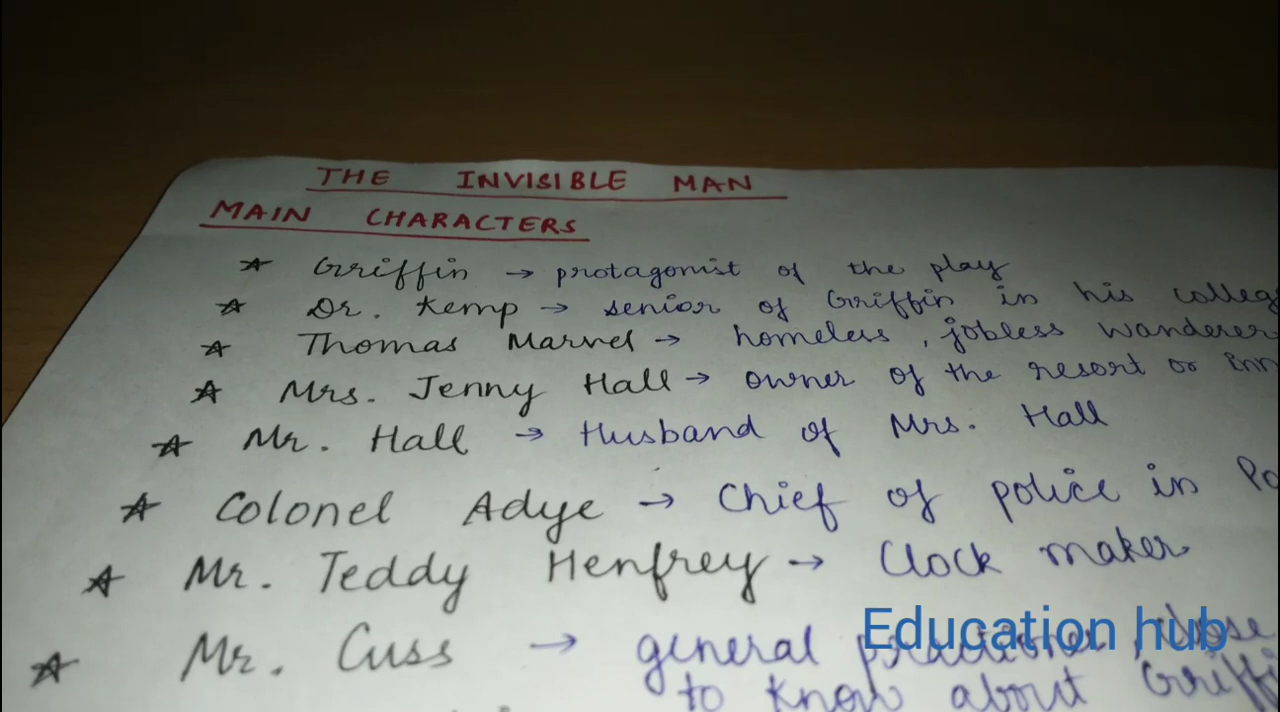 THE INVISIBLE MAN
MAIN CHARACTERS
☆ Griffin → protagonist of the play
☆ Dr. Kemp → senior of Griffin in his
☆ Thomas Marvel → homeless, jobless wanderer
☆ Mrs. Jenny Hall → owner of the resort or inn
☆ Mr. Hall → Husband of Mrs. Hall
☆ Colonel Adye → Chief of police in
☆ Mr. Teddy Henfrey → Clock maker
☆ Mr. Cuss → general
to know about
Education hub